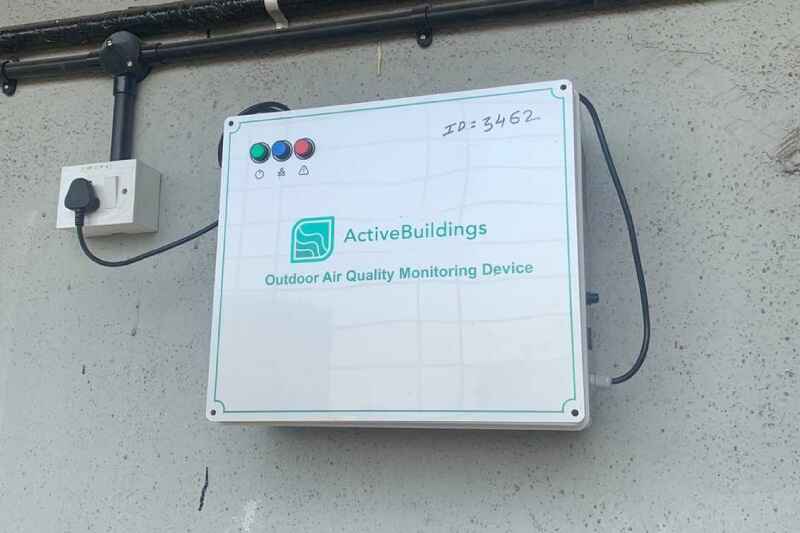 ID = 3462
ActiveBuildings
Outdoor Air Quality Monitoring Device